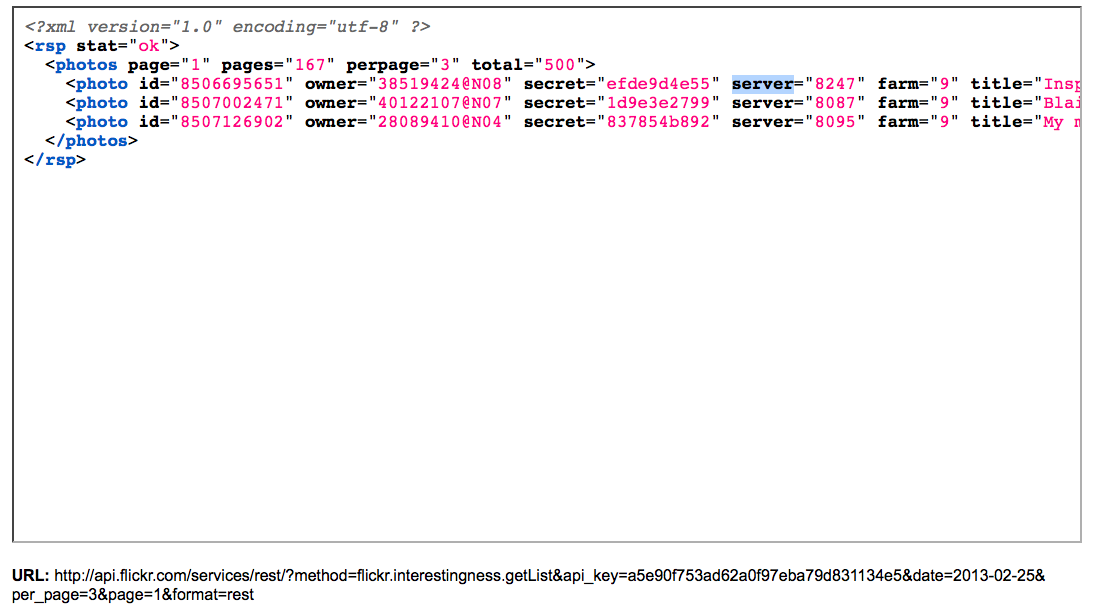 <?xml version="1.0" encoding="utf-8" ?>
<rsp stat="ok">
<photos page="1" pages="167" perpage="3" total="500">
<photo id="8506695651" owner="38519424@N08" secret="efde9d4e55" server="8247" farm="9" title="Insp
<photo id="8507002471" owner="40122107@N07" secret="1d9e3e2799" server="8087" farm="9" title="Blai
<photo id="8507126902" owner="28089410@N04" secret="837854b892" server="8095" farm="9" title="My
</photos>
</rsp>
URL: http://api.flickr.com/services/rest/?method=flickr.interestingness.getList&api_key=a5e90f753ad62a0f97eba79d831134e5&date=2013-02-25&
per_page=3&page=1&format=rest